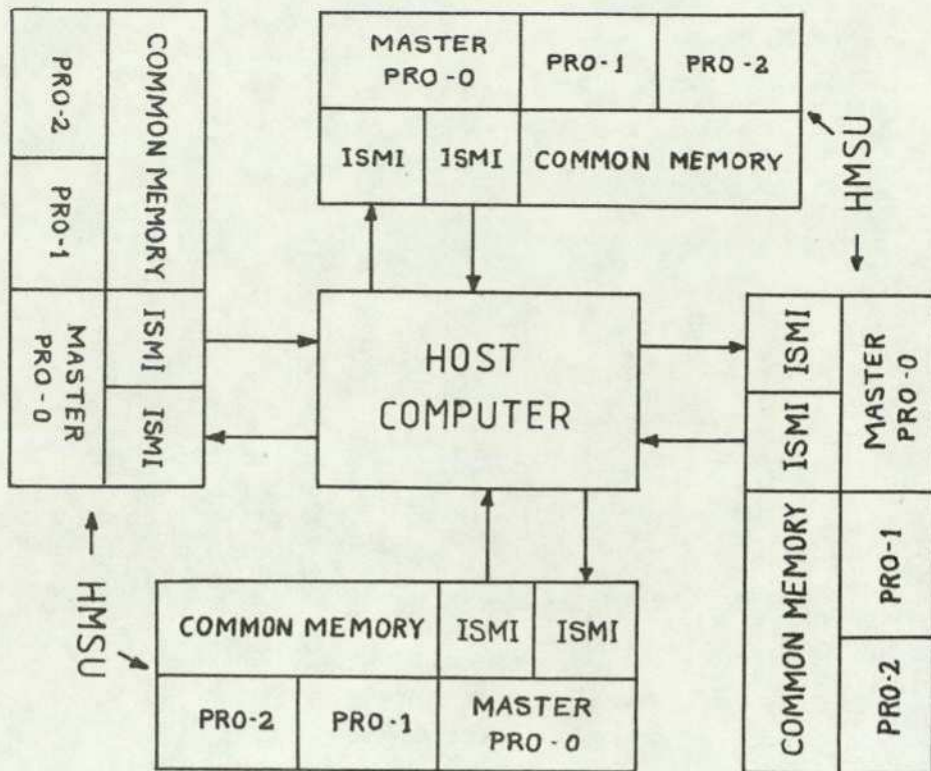 MASTER
PRO-0
PRO-1
PRO-2
ISMI
ISMI
COMMON MEMORY
HMSU
COMMON MEMORY
PRO-2
PRO-1
ISMI
MASTER
PRO-0
ISMI
HOST
COMPUTER
ISMI
MASTER
PRO-0
ISMI
COMMON MEMORY
PRO-1
PRO-2
HMSU
COMMON MEMORY
ISMI
ISMI
PRO-2
PRO-1
MASTER
PRO-0